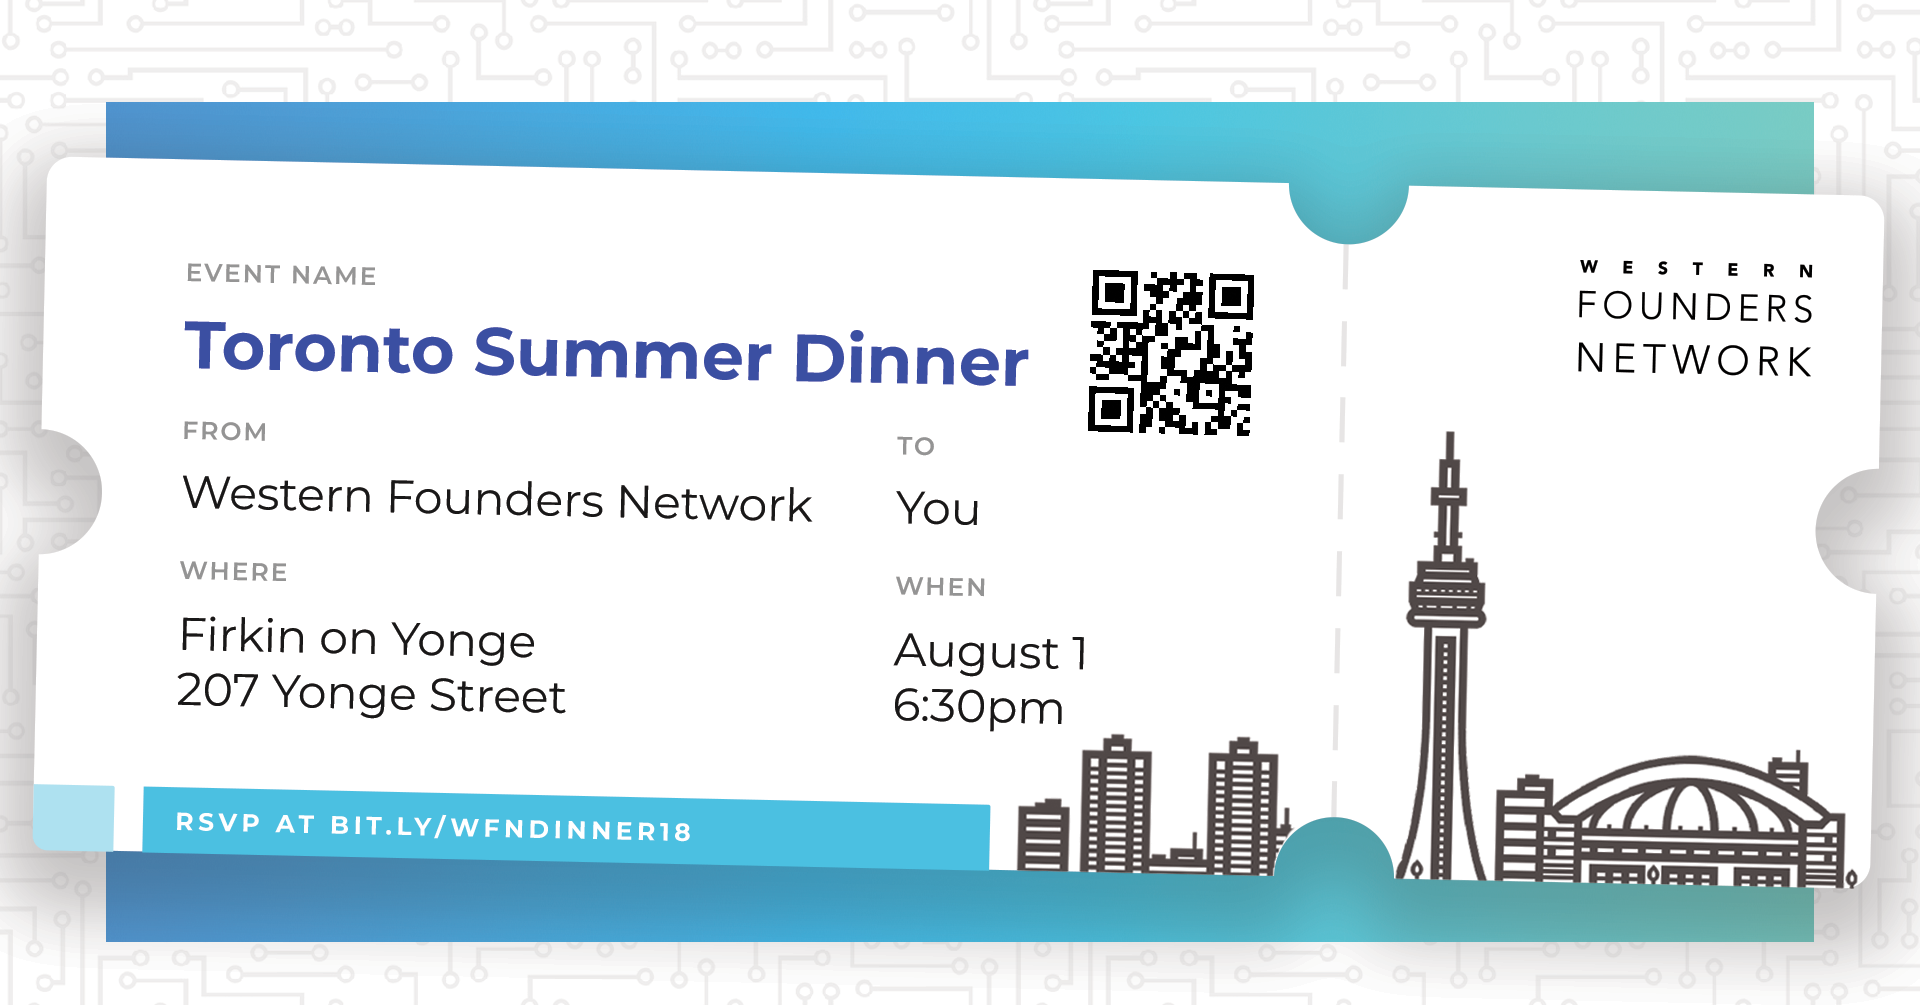 EVENT NAME
Toronto Summer Dinner
FROM
Western Founders Network
TO
You
WHERE
Firkin on Yonge
207 Yonge Street
WHEN
August 1
6:30pm
RSVP AT BIT.LY/WFNDINNER18
WESTERN
FOUNDERS
NETWORK